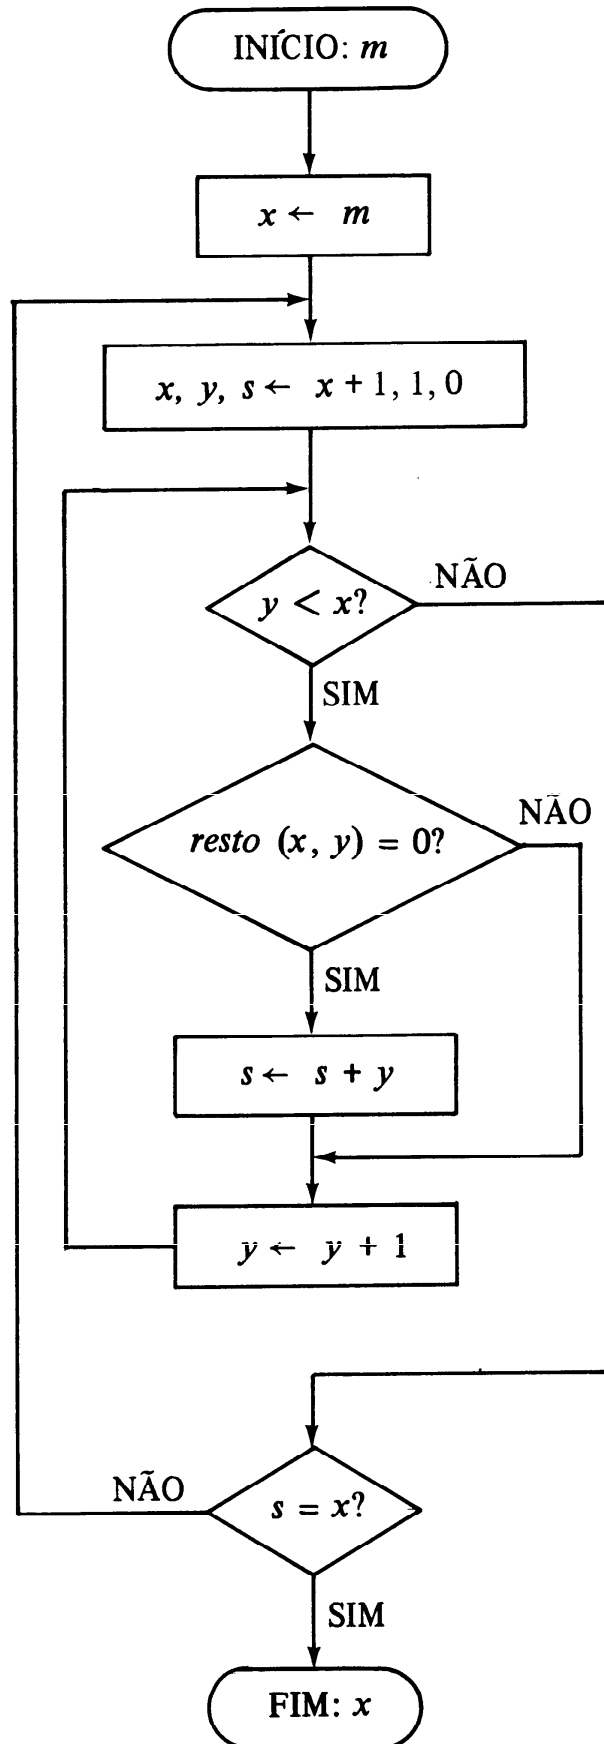 INÍCIO: m
x ← m
x, y, s ← x + 1, 1, 0
NÃO
y < x?
SIM
NÃO
resto (x, y) = 0?
SIM
s ← s + y
y ← y + 1
NÃO
s = x?
SIM
FIM: x